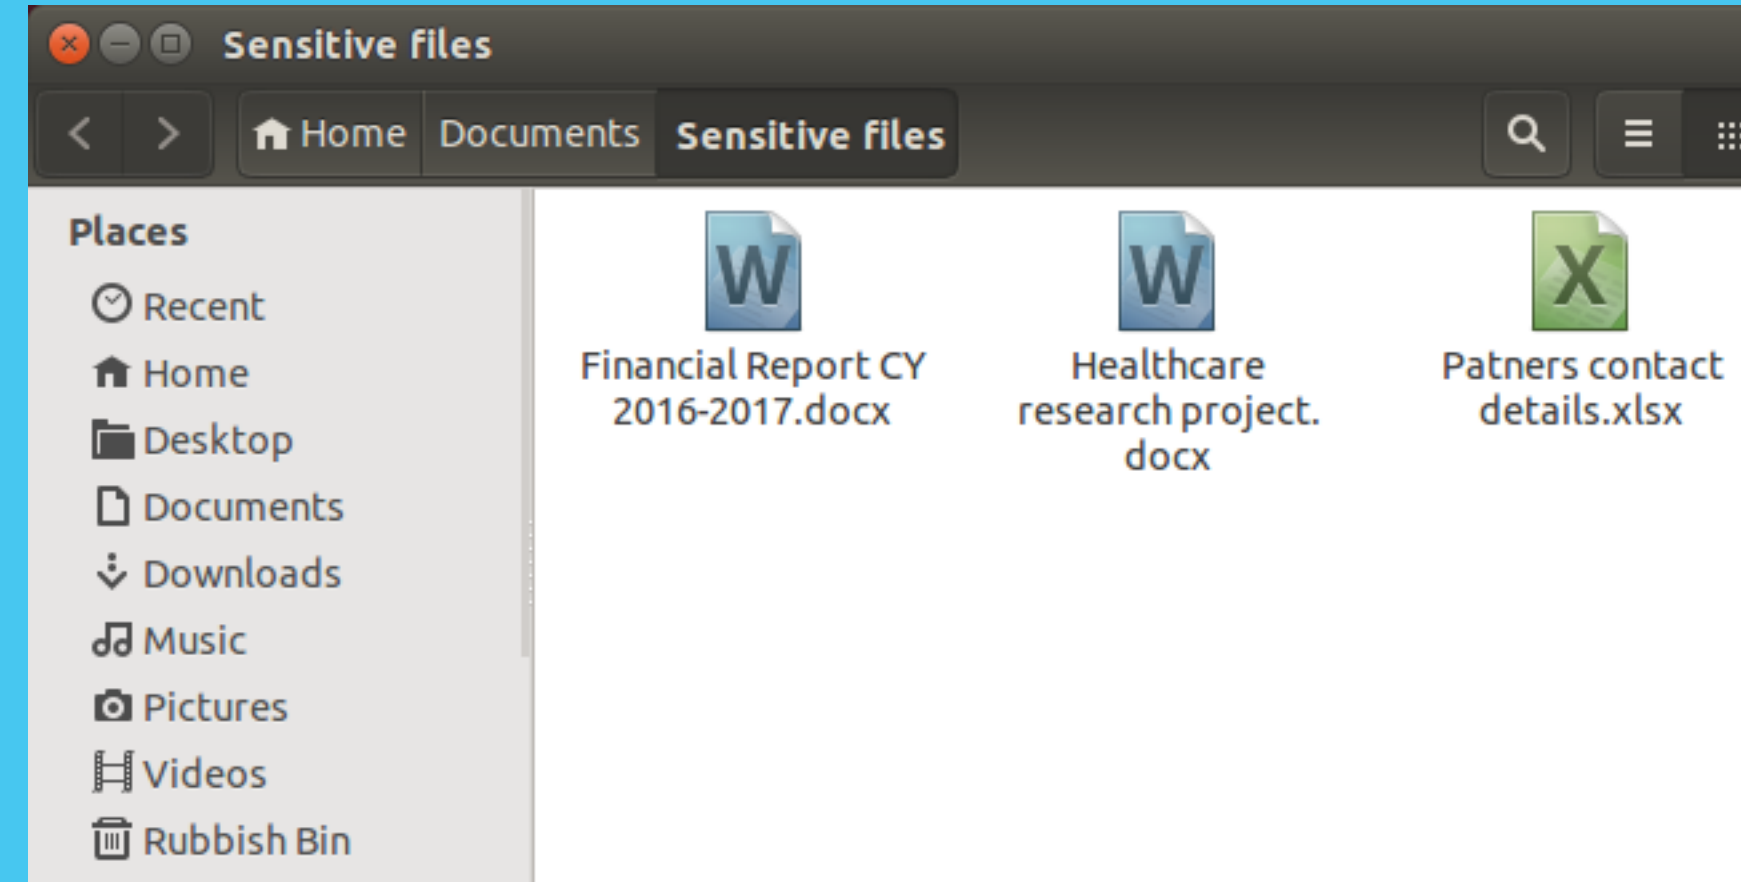 Sensitive files
Home Documents Sensitive files
Places
Recent
Home
Desktop
Documents
Downloads
Music
Pictures
Videos
Rubbish Bin
W
Financial Report CY
2016-2017.docx
W
Healthcare
research project.
docx
X
Patners contact
details.xlsx